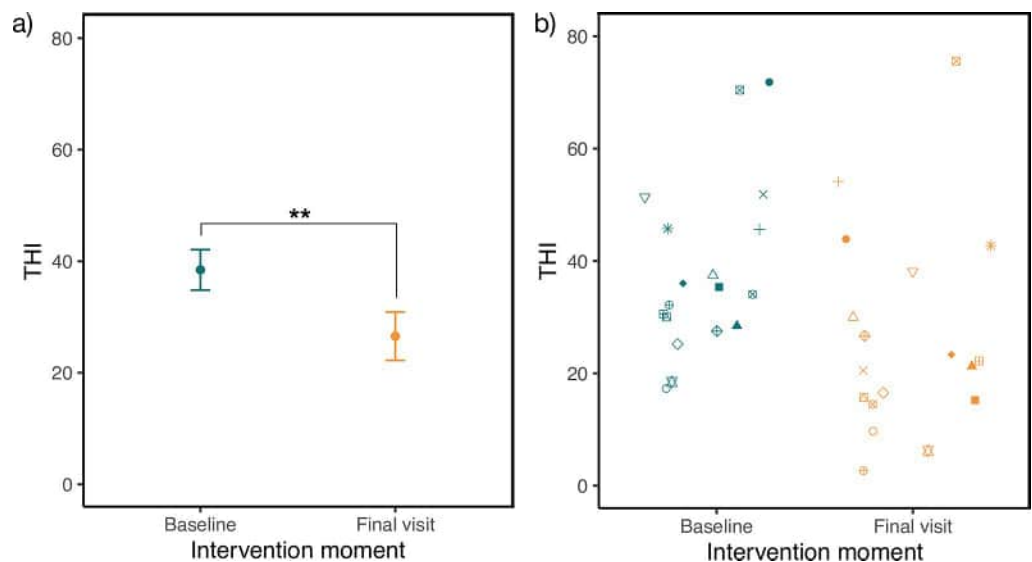 a)
80
60
**
40
20
0
THI
Baseline
Final visit
Intervention moment
b)
80
60
40
20
0
THI
Baseline
Final visit
Intervention moment